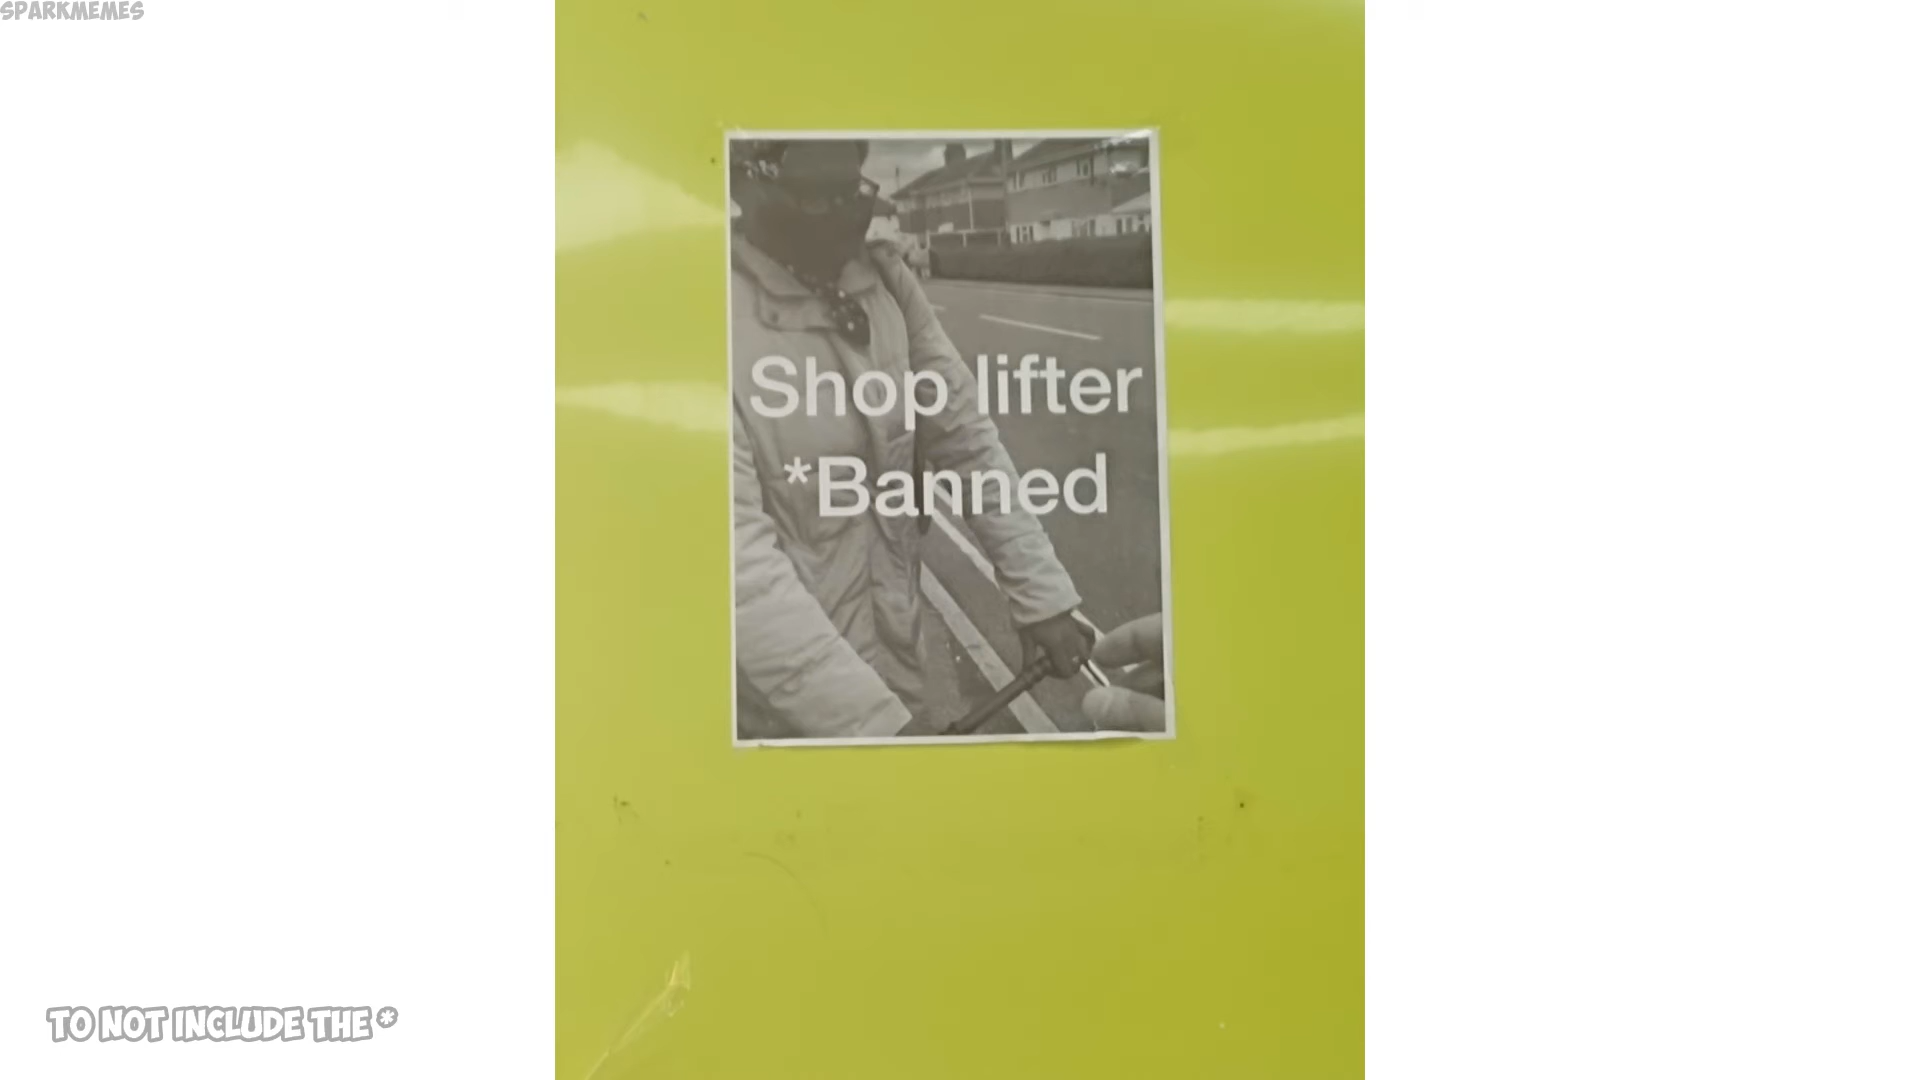 SPARKMEMES
Shop lifter
*Banned
TO NOT INCLUDE THE *